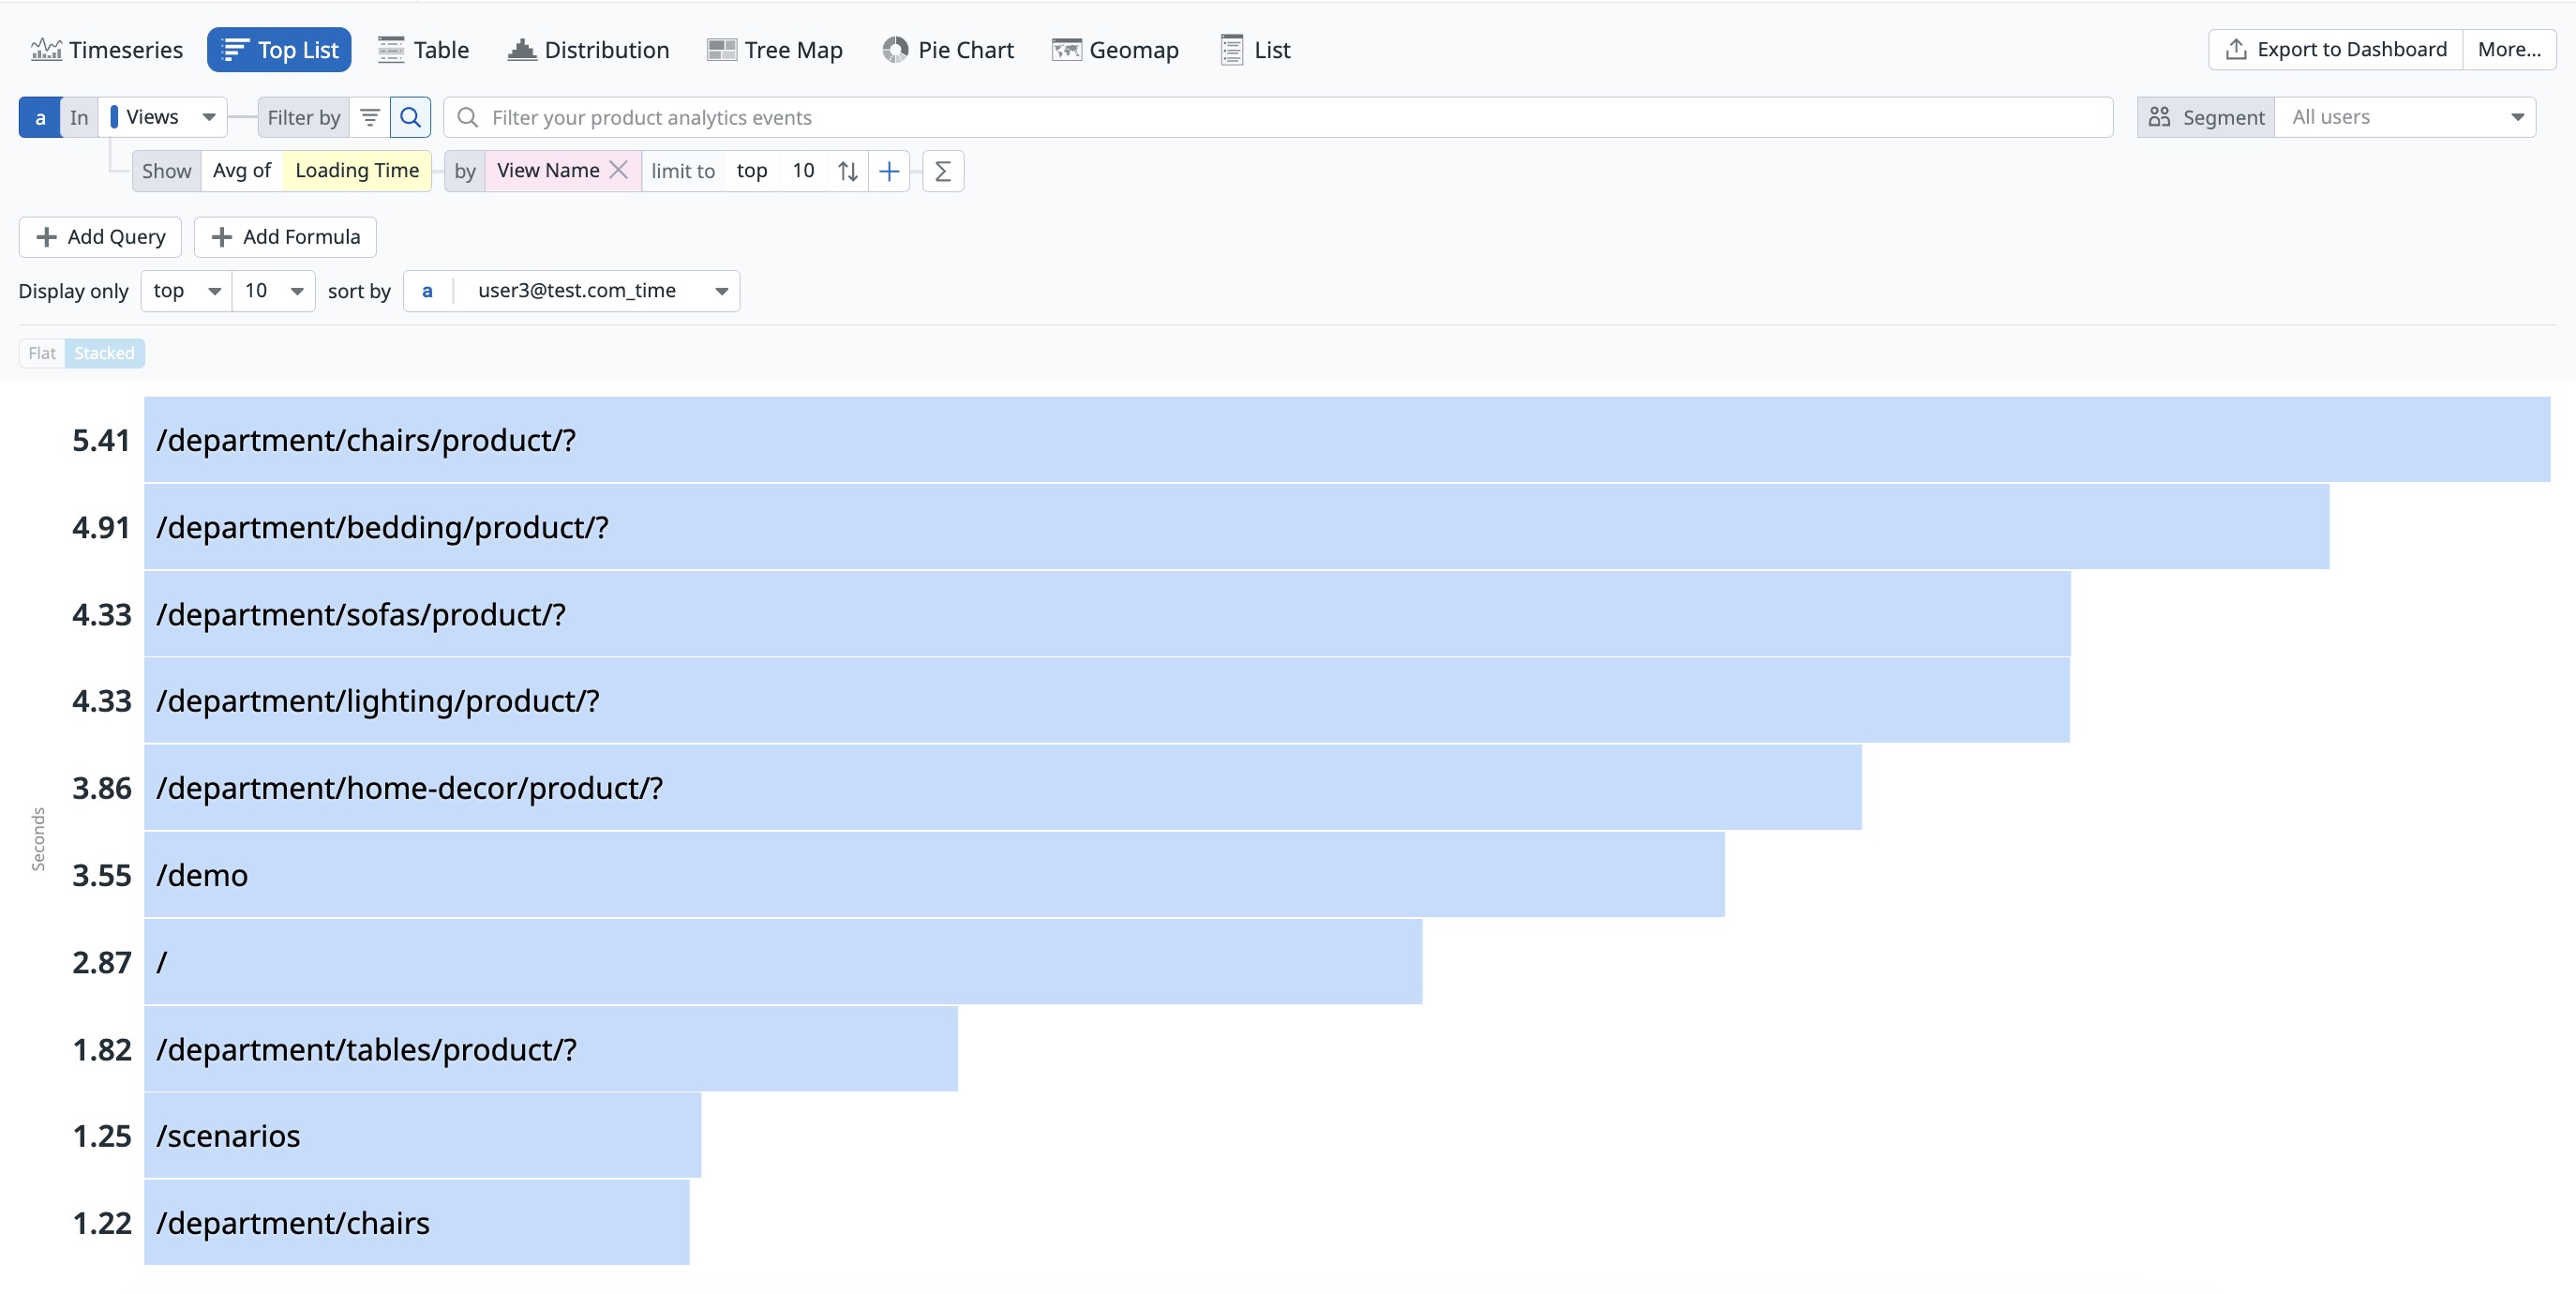 Timeseries Top List Table Distribution Tree Map Pie Chart Geomap List Export to Dashboard More...
a In Views Filter by Filter your product analytics events Segment All users
Show Avg of Loading Time by View Name limit to top 10 Σ
Add Query Add Formula
Display only top 10 sort by a user3@test.com_time
Flat Stacked
5.41 /department/chairs/product/?
4.91 /department/bedding/product/?
4.33 /department/sofas/product/?
4.33 /department/lighting/product/?
3.86 /department/home-decor/product/?
Seconds
3.55 /demo
2.87 /
1.82 /department/tables/product/?
1.25 /scenarios
1.22 /department/chairs